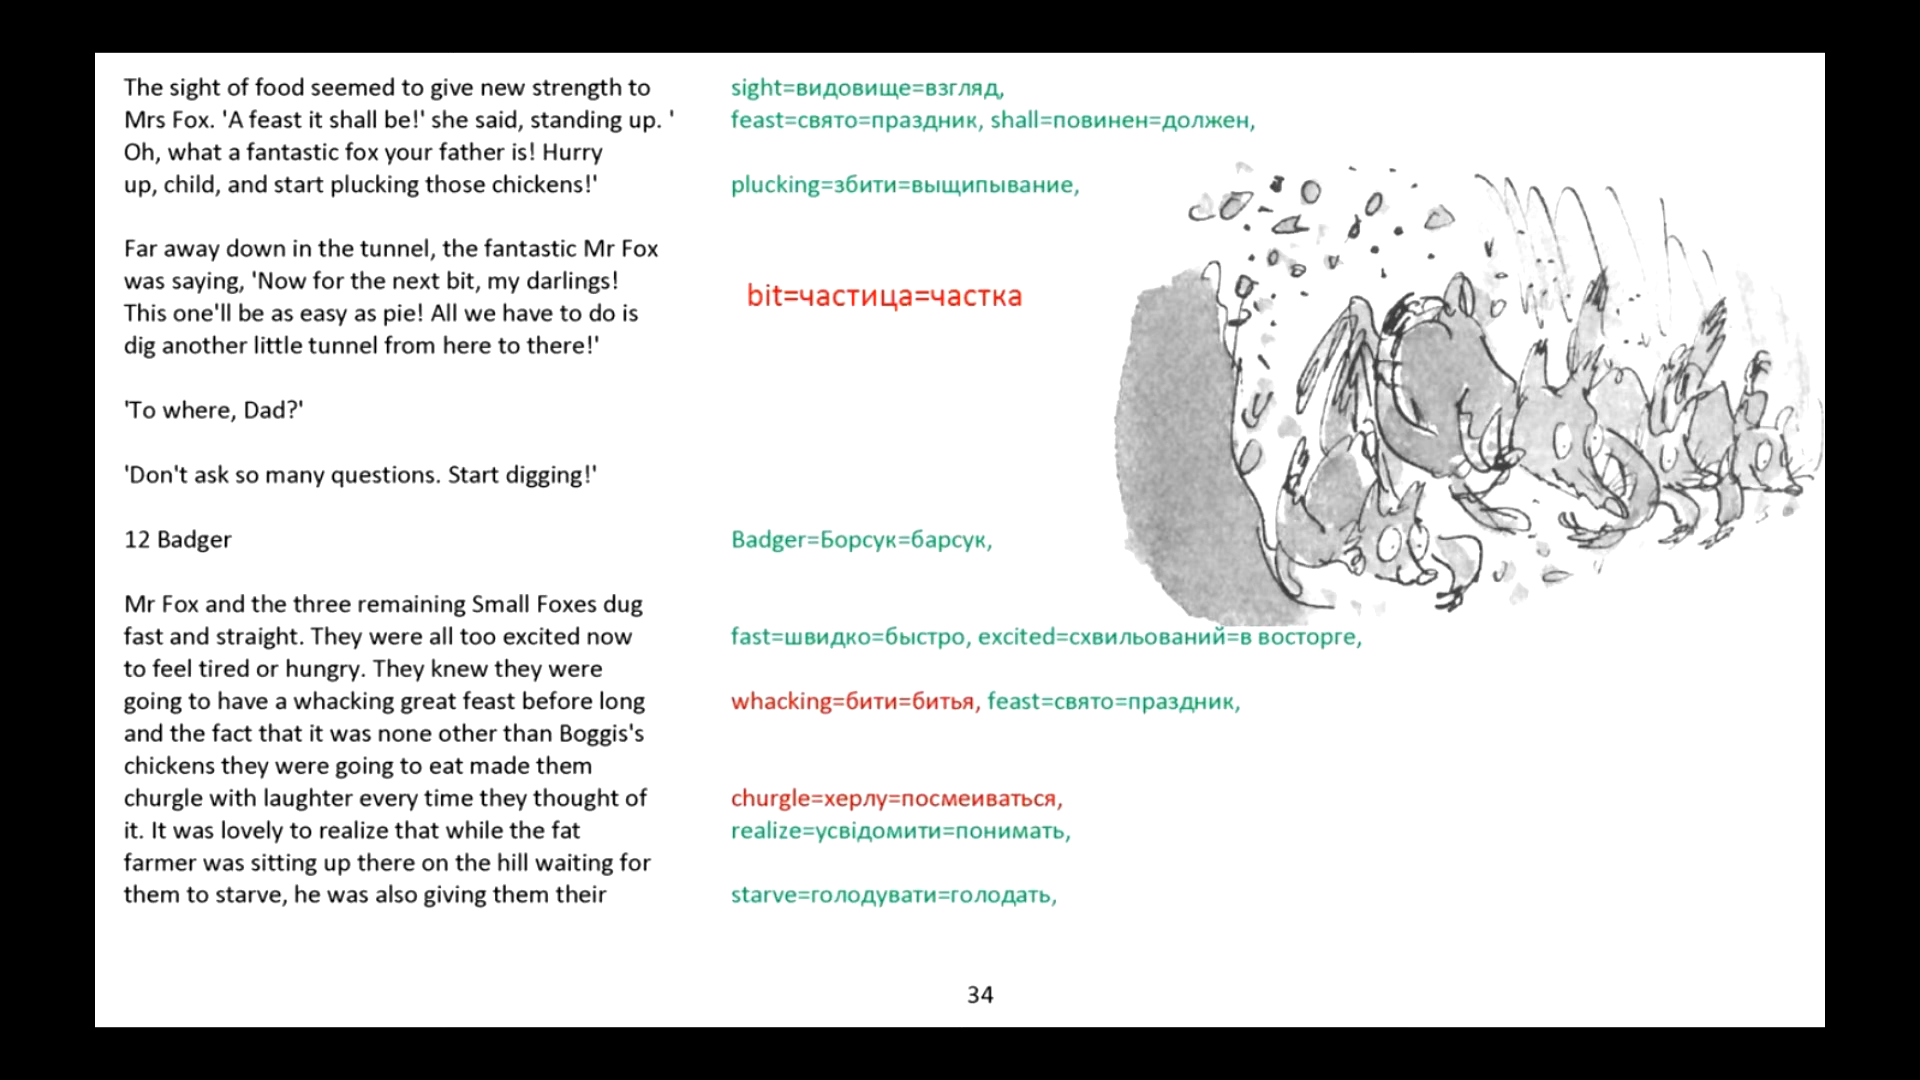 The sight of food seemed to give new strength to
Mrs Fox. 'A feast it shall be!' she said, standing up. '
Oh, what a fantastic fox your father is! Hurry
up, child, and start plucking those chickens!'
Far away down in the tunnel, the fantastic Mr Fox
was saying, 'Now for the next bit, my darlings!
This one'll be as easy as pie! All we have to do is
dig another little tunnel from here to there!'
'To where, Dad?'
'Don't ask so many questions. Start digging!'
12 Badger
Mr Fox and the three remaining Small Foxes dug
fast and straight. They were all too excited now
to feel tired or hungry. They knew they were
going to have a whacking great feast before long
and the fact that it was none other than Boggis's
chickens they were going to eat made them
churgle with laughter every time they thought of
it. It was lovely to realize that while the fat
farmer was sitting up there on the hill waiting for
them to starve, he was also giving them their
sight=видовище=взгляд,
feast=свято=праздник, shall=повинен=должен,
plucking=збити=выщипывание,
bit=частица=частка
Badger=Борсук=барсук,
fast=швидко=быстро, excited=схвильований=в восторге,
whacking=бити=битья, feast=свято=праздник,
churgle=херлу=посмеиваться,
realize=усвідомити=понимать,
starve=голодувати=голодать,
34